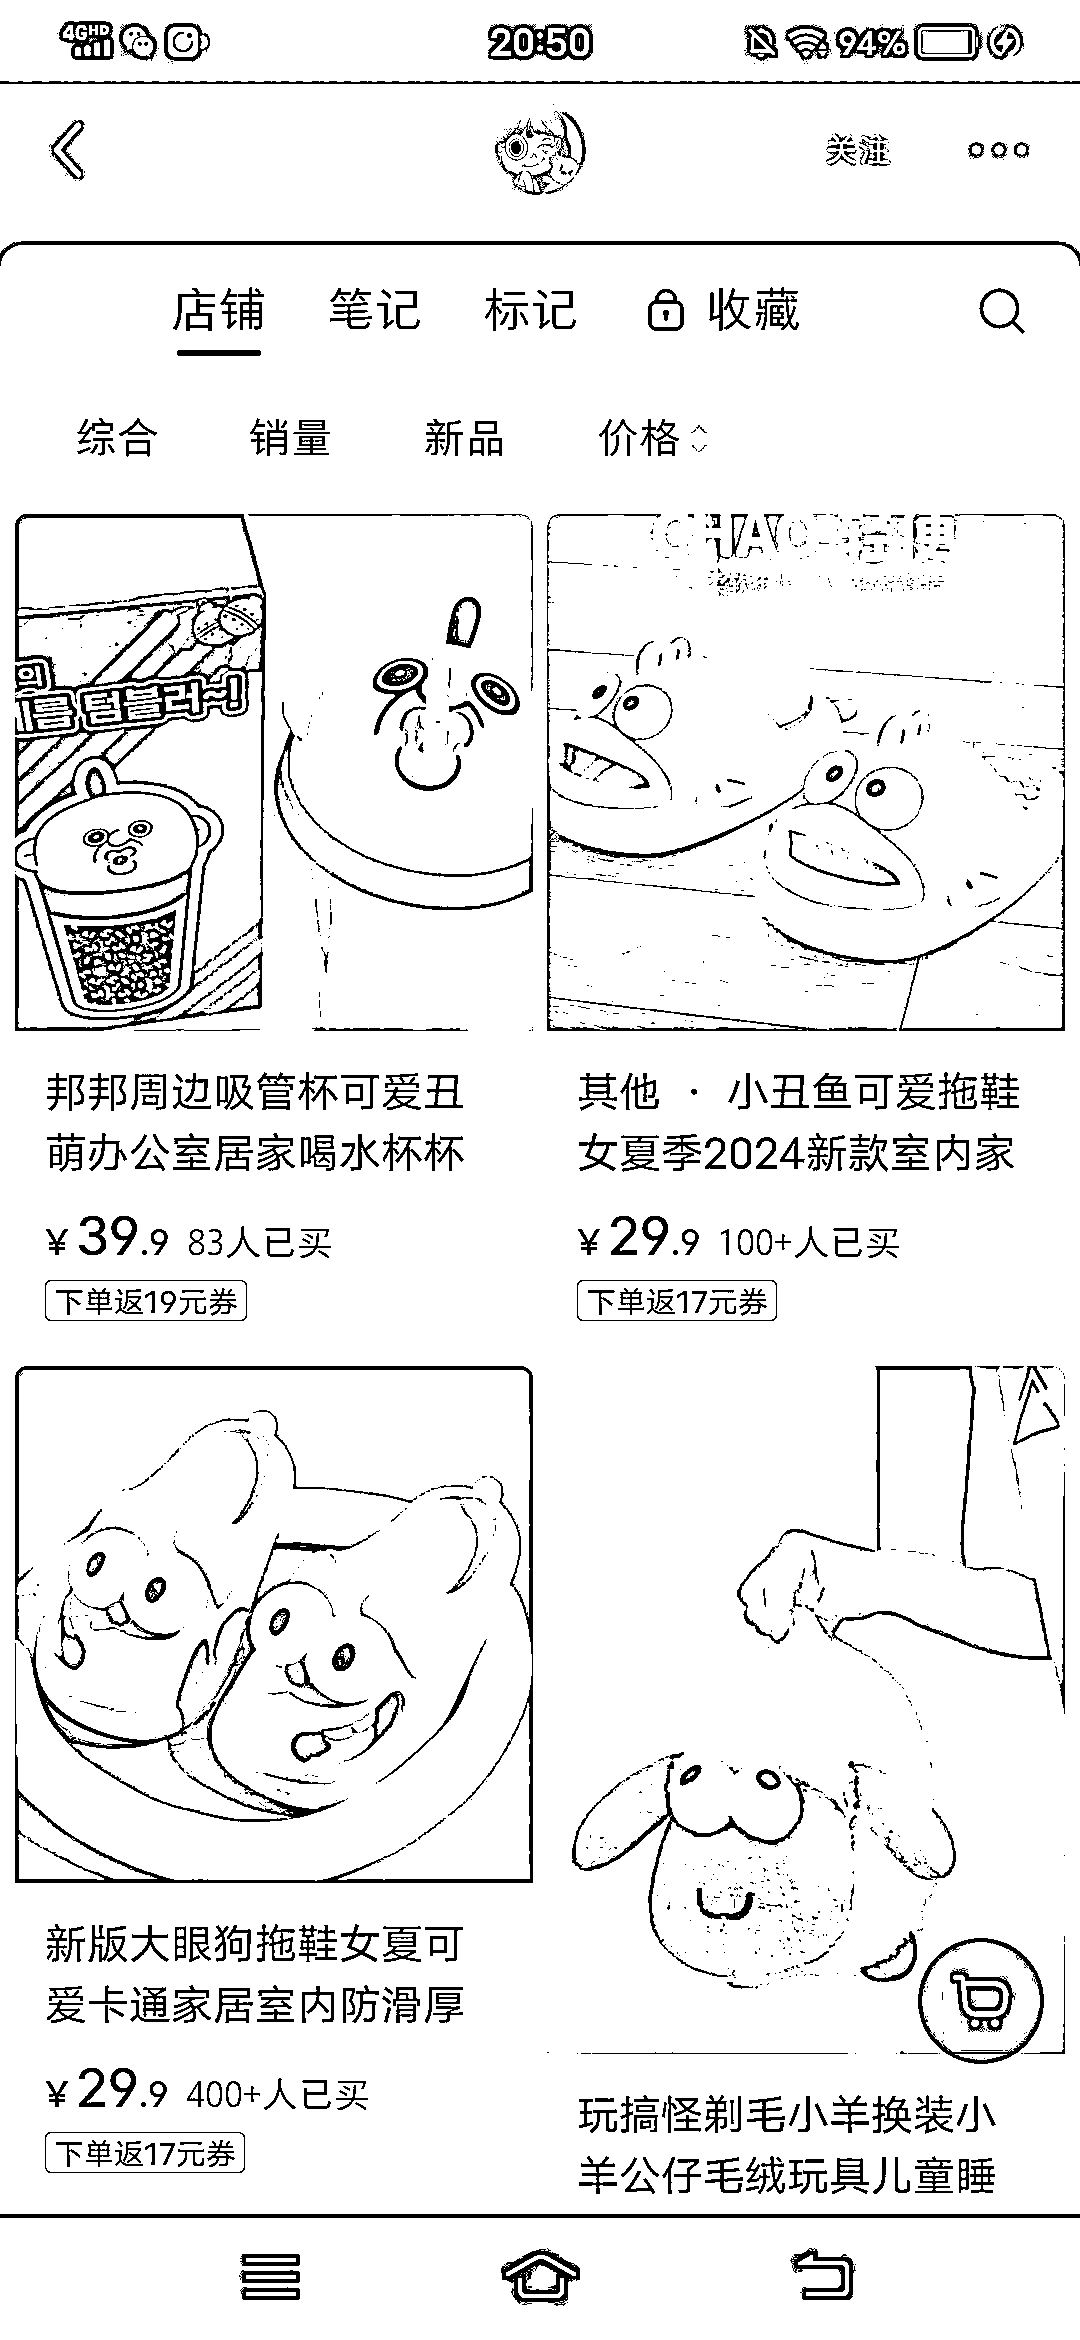 4GHD 20:50 94%
关注
店铺 笔记 标记 收藏
综合 销量 新品 价格
CHAO
의
름 텀블러~!
邦邦周边吸管杯可爱丑
萌办公室居家喝水杯杯
¥39.9 83人已买
下单返19元券
其他 · 小丑鱼可爱拖鞋
女夏季2024新款室内家
¥29.9 100+人已买
下单返17元券
新版大眼狗拖鞋女夏可
爱卡通家居室内防滑厚
¥29.9 400+人已买
下单返17元券
玩搞怪剃毛小羊换装小
羊公仔毛绒玩具儿童睡